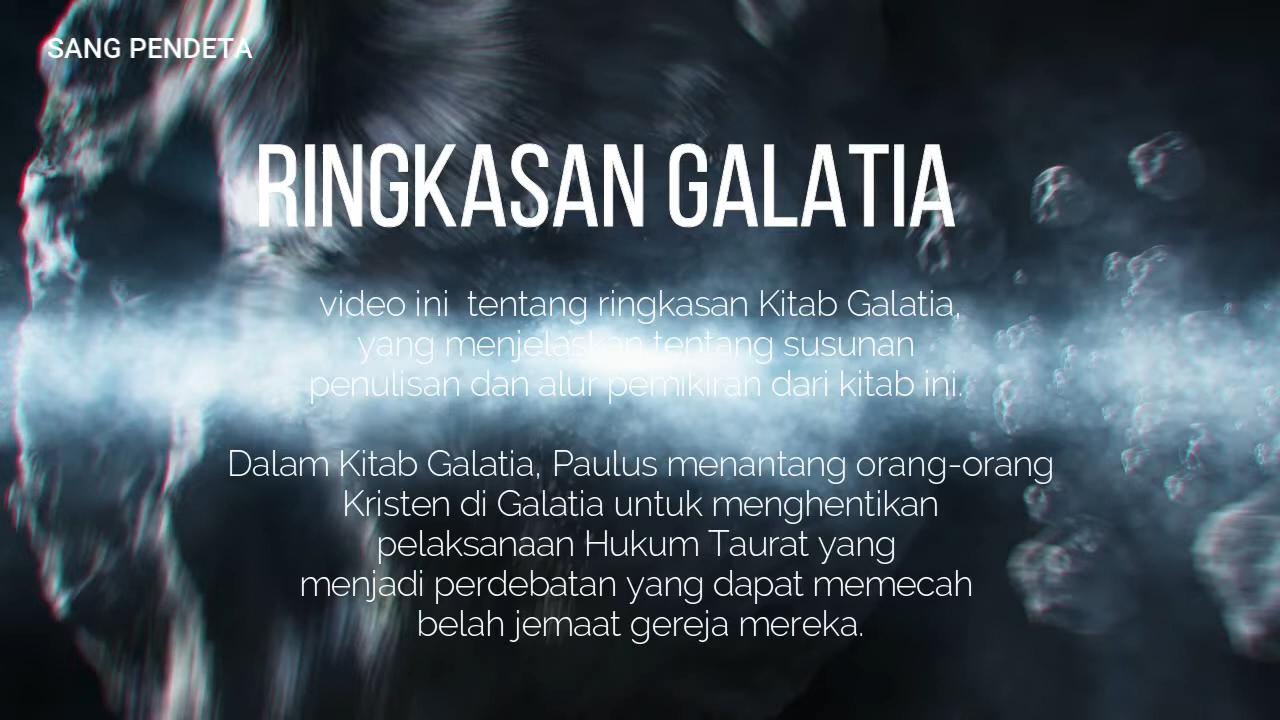 SANG PENDETA
RINGKASAN GALATIA
video ini  tentang ringkasan Kitab Galatia,
yang menjelaskan tentang susunan
penulisan dan alur pemikiran dari kitab ini.
Dalam Kitab Galatia, Paulus menantang orang-orang
Kristen di Galatia untuk menghentikan
pelaksanaan Hukum Taurat yang
menjadi perdebatan yang dapat memecah
belah jemaat gereja mereka.